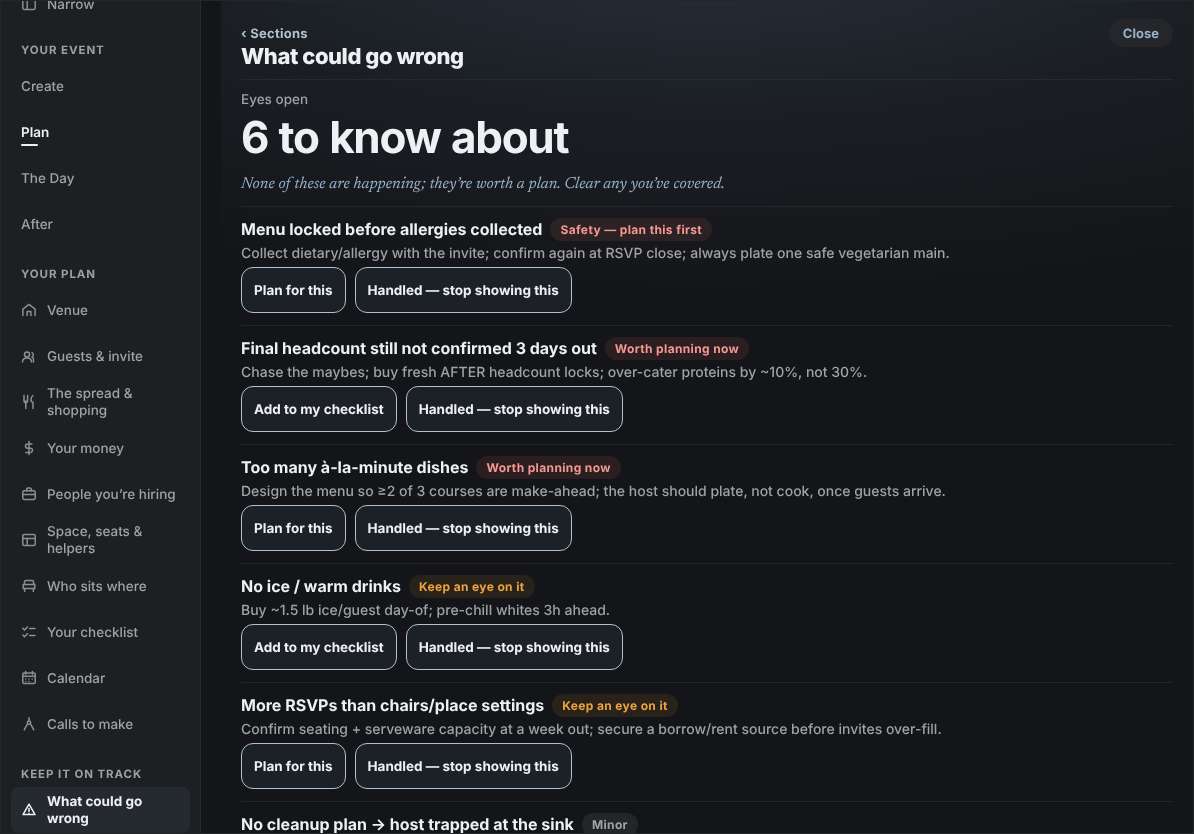 Narrow
YOUR EVENT
Create
Plan
The Day
After
YOUR PLAN
Venue
Guests & invite
The spread &
shopping
Your money
People you’re hiring
Space, seats &
helpers
Who sits where
Your checklist
Calendar
Calls to make
KEEP IT ON TRACK
What could go
wrong
‹ Sections
Close
What could go wrong
Eyes open
6 to know about
None of these are happening; they’re worth a plan. Clear any you’ve covered.
Menu locked before allergies collected Safety — plan this first
Collect dietary/allergy with the invite; confirm again at RSVP close; always plate one safe vegetarian main.
Plan for this Handled — stop showing this
Final headcount still not confirmed 3 days out Worth planning now
Chase the maybes; buy fresh AFTER headcount locks; over-cater proteins by ~10%, not 30%.
Add to my checklist Handled — stop showing this
Too many à-la-minute dishes Worth planning now
Design the menu so ≥2 of 3 courses are make-ahead; the host should plate, not cook, once guests arrive.
Plan for this Handled — stop showing this
No ice / warm drinks Keep an eye on it
Buy ~1.5 lb ice/guest day-of; pre-chill whites 3h ahead.
Add to my checklist Handled — stop showing this
More RSVPs than chairs/place settings Keep an eye on it
Confirm seating + serveware capacity at a week out; secure a borrow/rent source before invites over-fill.
Plan for this Handled — stop showing this
No cleanup plan → host trapped at the sink Minor